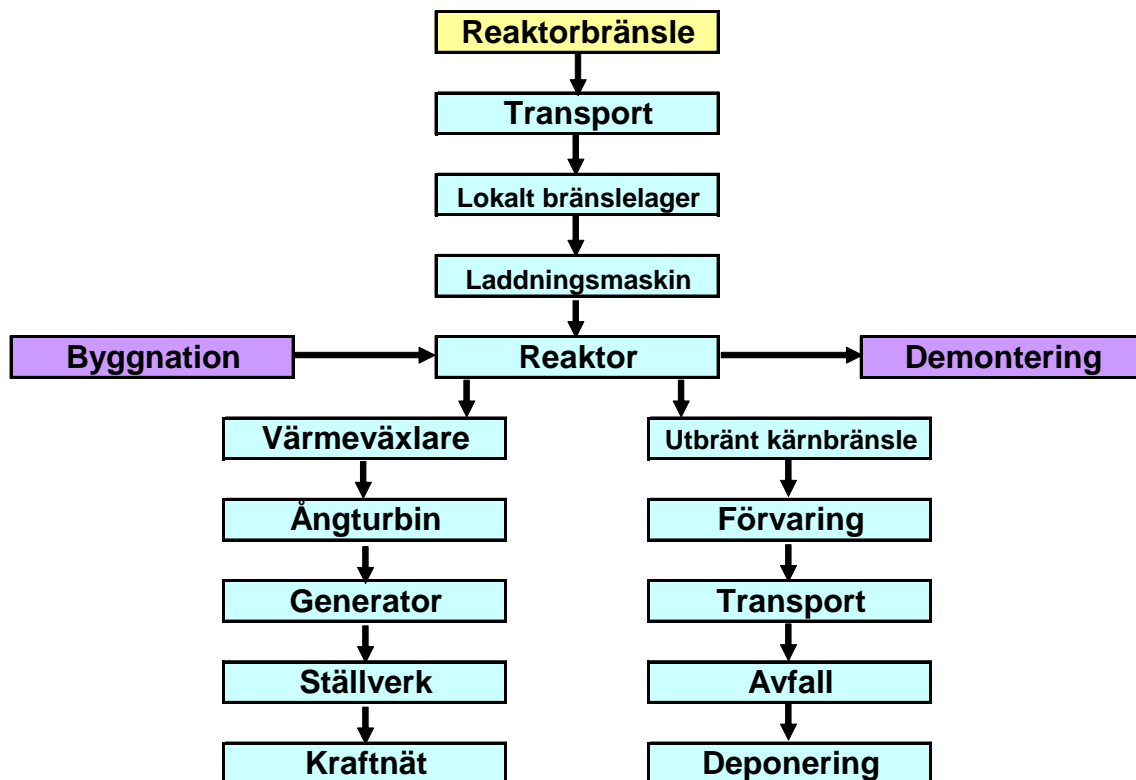 Reaktorbränsle
Transport
Lokalt bränslelager
Laddningsmaskin
Byggnation
Reaktor
Demontering
Värmeväxlare
Utbränt kärnbränsle
Ångturbin
Förvaring
Generator
Transport
Ställverk
Avfall
Kraftnät
Deponering